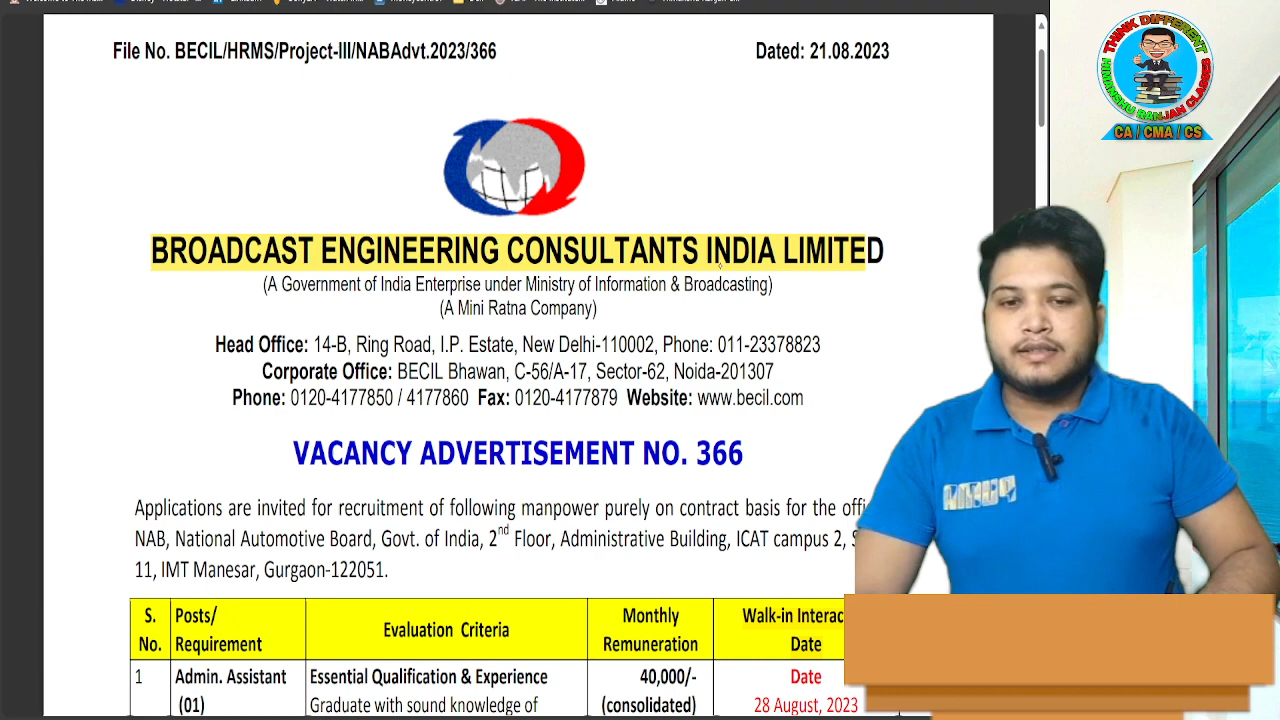 File No. BECIL/HRMS/Project-III/NABAdvt.2023/366
Dated: 21.08.2023
BROADCAST ENGINEERING CONSULTANTS INDIA LIMITED
(A Government of India Enterprise under Ministry of Information & Broadcasting)
(A Mini Ratna Company)
Head Office: 14-B, Ring Road, I.P. Estate, New Delhi-110002, Phone: 011-23378823
Corporate Office: BECIL Bhawan, C-56/A-17, Sector-62, Noida-201307
Phone: 0120-4177850 / 4177860 Fax: 0120-4177879 Website: www.becil.com
VACANCY ADVERTISEMENT NO. 366
Applications are invited for recruitment of following manpower purely on contract basis for the
NAB, National Automotive Board, Govt. of India, 2nd Floor, Administrative Building, ICAT campus 2,
11, IMT Manesar, Gurgaon-122051.
S. No.
Posts/ Requirement
Evaluation Criteria
Monthly Remuneration
Walk-in
Date
1
Admin. Assistant
(01)
Essential Qualification & Experience
Graduate with sound knowledge of
40,000/-
(consolidated)
Date
28 August, 2023
THINK DIFFERENT
HIMANSHU RANJAN CLASSES
CA / CMA / CS